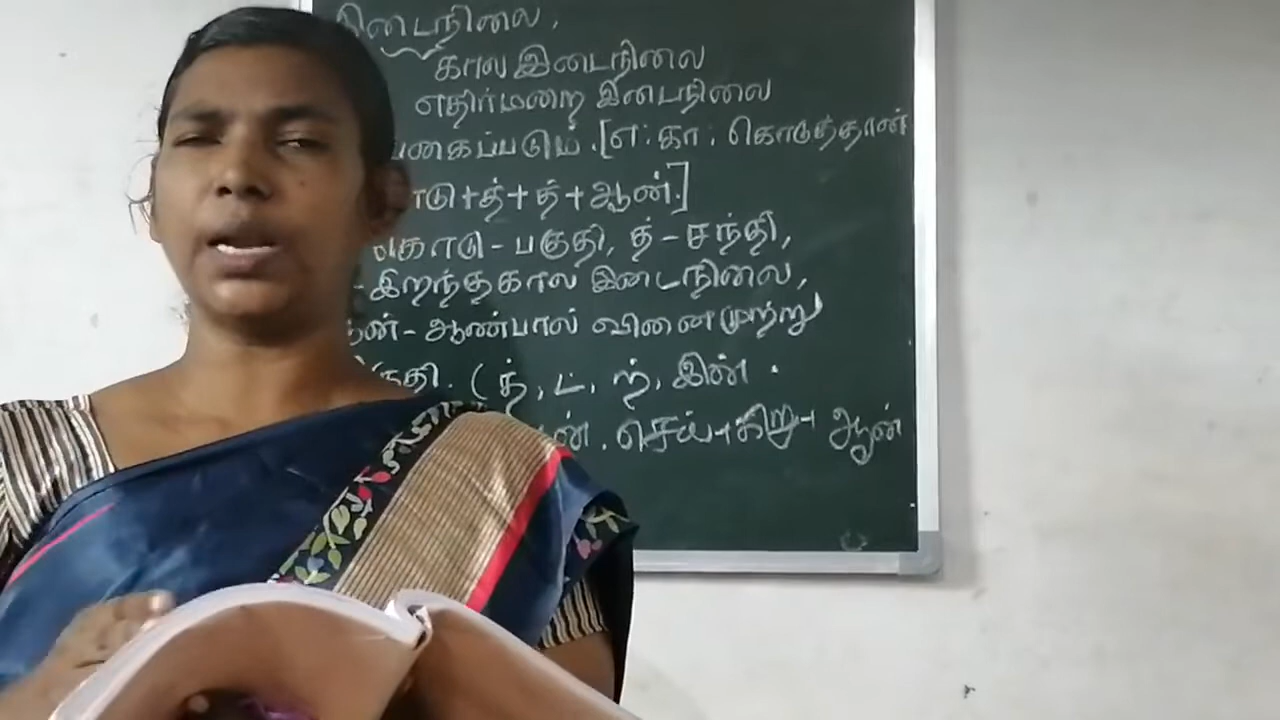 இடைநிலை,
கால இடைநிலை
எதிர்மறை இடைநிலை
வகைப்படும். [எ.கா: கொடுத்தான்
டு+த்+த்+ஆன்.]
கொடு - பகுதி, த் - சந்தி,
- இறந்தகால இடைநிலை,
ஆன் - ஆண்பால் வினைமுற்று
குதி. (த், ட், ற், இன்.
ன். செய்+கிறு+ ஆன்